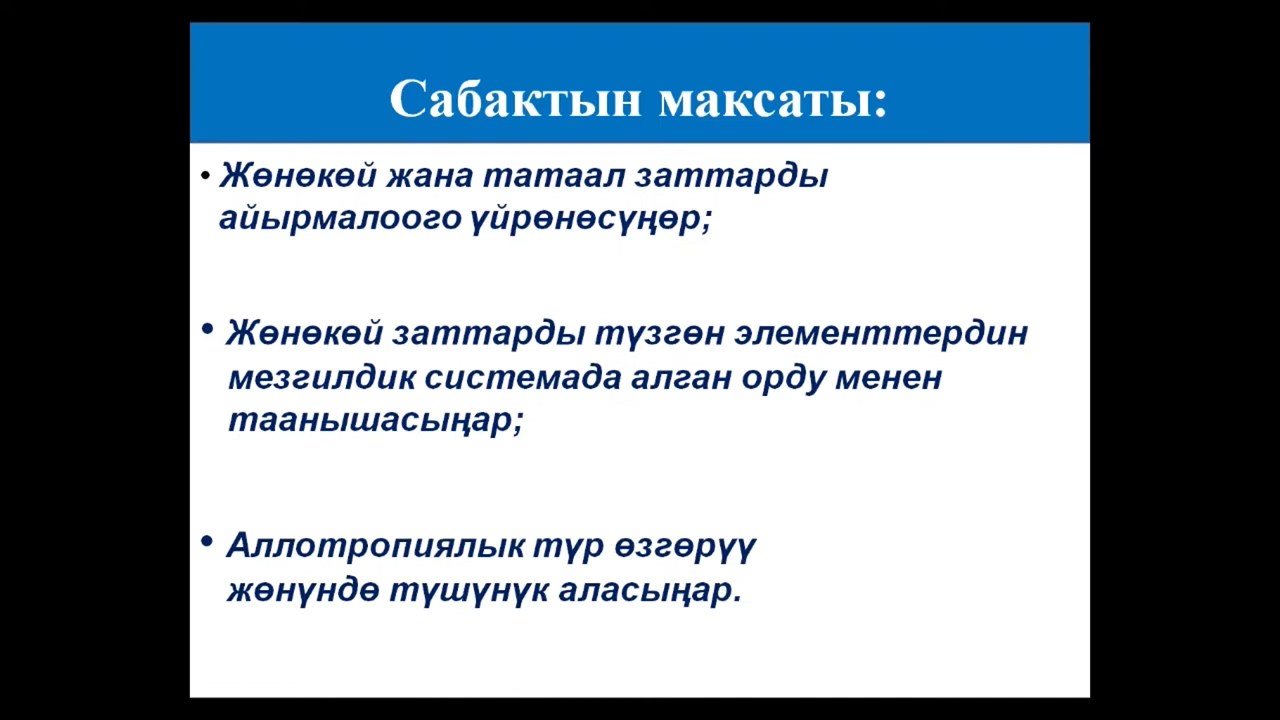 Сабактын максаты:
• Жөнөкөй жана татаал заттарды
айырмалоого үйрөнөсүңөр;
• Жөнөкөй заттарды түзгөн элементтердин
мезгилдик системада алган орду менен
таанышасыңар;
• Аллотропиялык түр өзгөрүү
жөнүндө түшүнүк аласыңар.